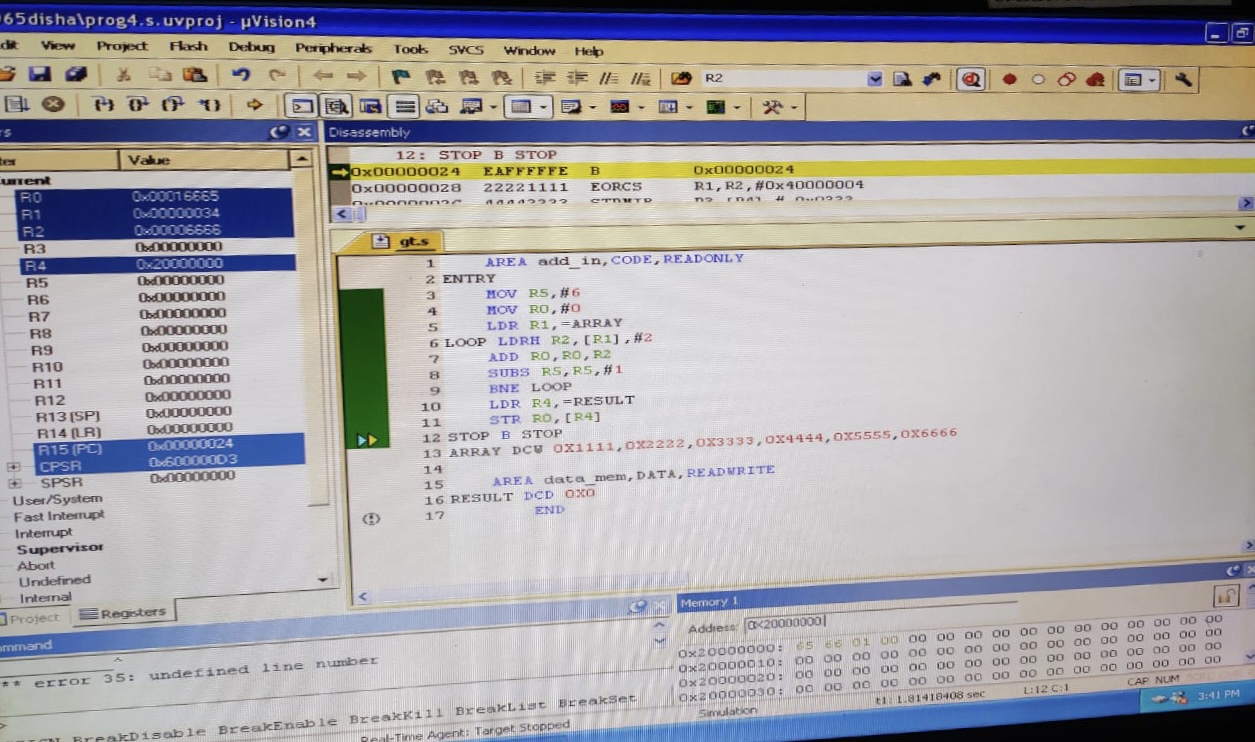 065disha\prog4.s.uvproj - µVision4
dit View Project Flash Debug Peripherals Tools SVCS Window Help
R2
rs
Disassembly
ter Value
12: STOP B STOP
0x00000024 EAFFFFFE B 0x00000024
0x00000028 22221111 EORCS R1,R2,#0x40000004
urrent
R0 0x00016665
R1 0x00000034
R2 0x00006666
R3 0x00000000
R4 0x20000000
R5 0x00000000
R6 0x00000000
R7 0x00000000
R8 0x00000000
R9 0x00000000
R10 0x00000000
R11 0x00000000
R12 0x00000000
R13 (SP) 0x00000000
R14 (LR) 0x00000000
R15 (PC) 0x00000024
CPSR 0x600000D3
SPSR 0x00000000
User/System
Fast Interrupt
Interrupt
Supervisor
Abort
Undefined
Internal
Project Registers
gt.s
1 AREA add_in,CODE,READONLY
2 ENTRY
3 MOV R5,#6
4 MOV R0,#0
5 LDR R1,=ARRAY
6 LOOP LDRH R2,[R1],#2
7 ADD R0,R0,R2
8 SUBS R5,R5,#1
9 BNE LOOP
10 LDR R4,=RESULT
11 STR R0,[R4]
12 STOP B STOP
13 ARRAY DCW 0X1111,0X2222,0X3333,0X4444,0X5555,0X6666
14
15 AREA data_mem,DATA,READWRITE
16 RESULT DCD 0X0
17 END
ommand
** error 35: undefined line number
>
BreakDisable BreakEnable BreakKill BreakList BreakSet
Memory 1
Address: 0X20000000
0x20000000: 65 66 01 00 00 00 00 00 00 00 00 00 00 00 00 00
0x20000010: 00 00 00 00 00 00 00 00 00 00 00 00 00 00 00
0x20000020: 00 00 00 00 00 00 00 00 00 00 00 00 00 00 00
0x20000030: 00 00 00 00 00 00 00 00 00 00 00 00 00 00 00
Real-Time Agent: Target Stopped Simulation t1: 1.81418408 sec L:12 C:1 CAP NUM
3:41 PM